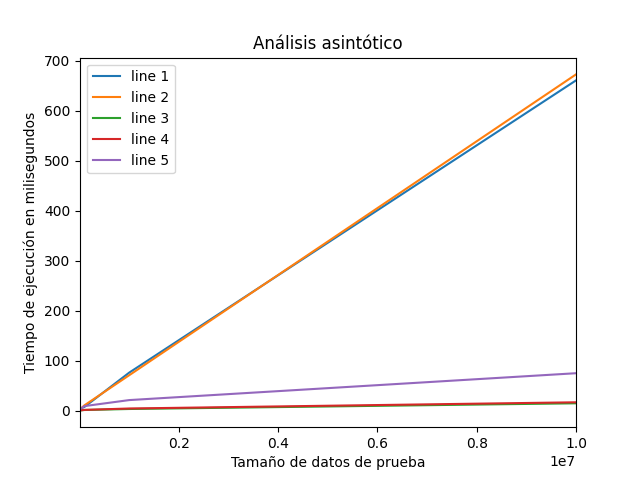 Análisis asintótico
700
600
500
400
300
200
100
0
Tiempo de ejecución en milisegundos
line 1
line 2
line 3
line 4
line 5
0.2
0.4
0.6
0.8
1.0
1e7
Tamaño de datos de prueba